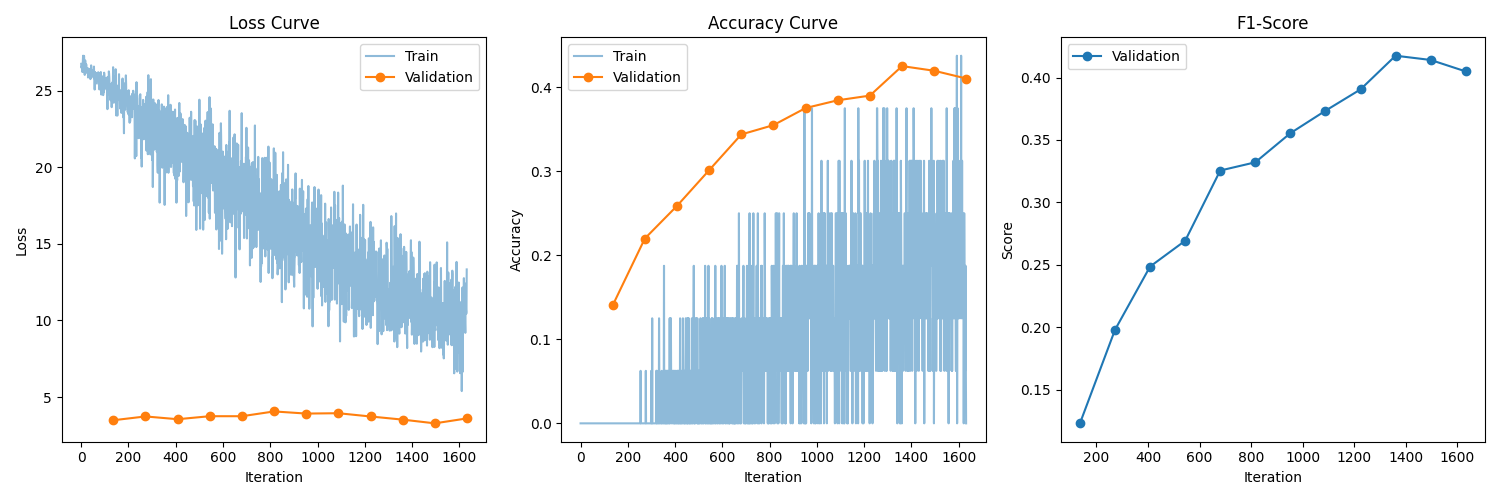 Loss Curve
Train
Validation
25
20
15
10
5
Loss
0 200 400 600 800 1000 1200 1400 1600
Iteration
Accuracy Curve
Train
Validation
0.4
0.3
0.2
0.1
0.0
Accuracy
0 200 400 600 800 1000 1200 1400 1600
Iteration
F1-Score
Validation
0.40
0.35
0.30
0.25
0.20
0.15
Score
200 400 600 800 1000 1200 1400 1600
Iteration